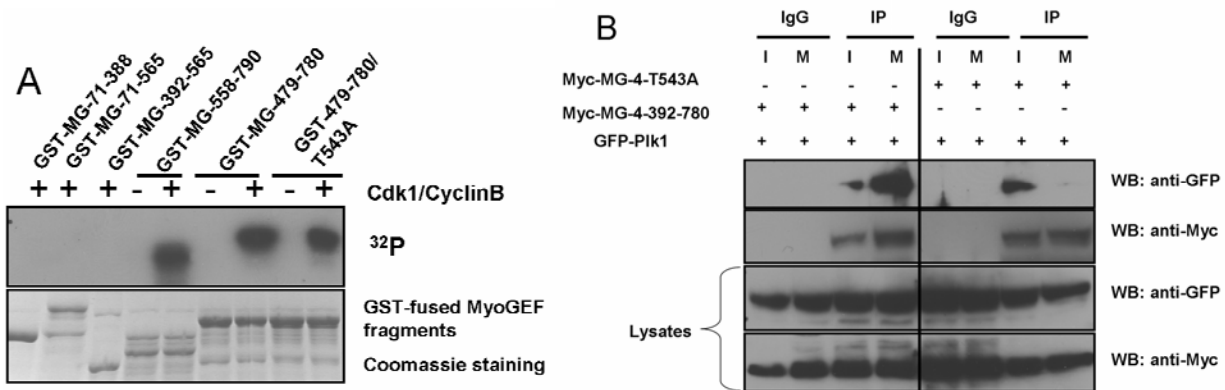 A
GST-MG-71-388
GST-MG-71-565
GST-MG-392-565
GST-MG-558-790
GST-MG-479-780
GST-479-780/
T543A
+ + + - + - + - +
Cdk1/CyclinB
32P
GST-fused MyoGEF
fragments
Coomassie staining
B
IgG IP IgG IP
I M I M I M I M
Myc-MG-4-T543A - - - - + + + +
Myc-MG-4-392-780 + + + + - - - -
GFP-Plk1 + + + + + + + +
WB: anti-GFP
WB: anti-Myc
Lysates
WB: anti-GFP
WB: anti-Myc